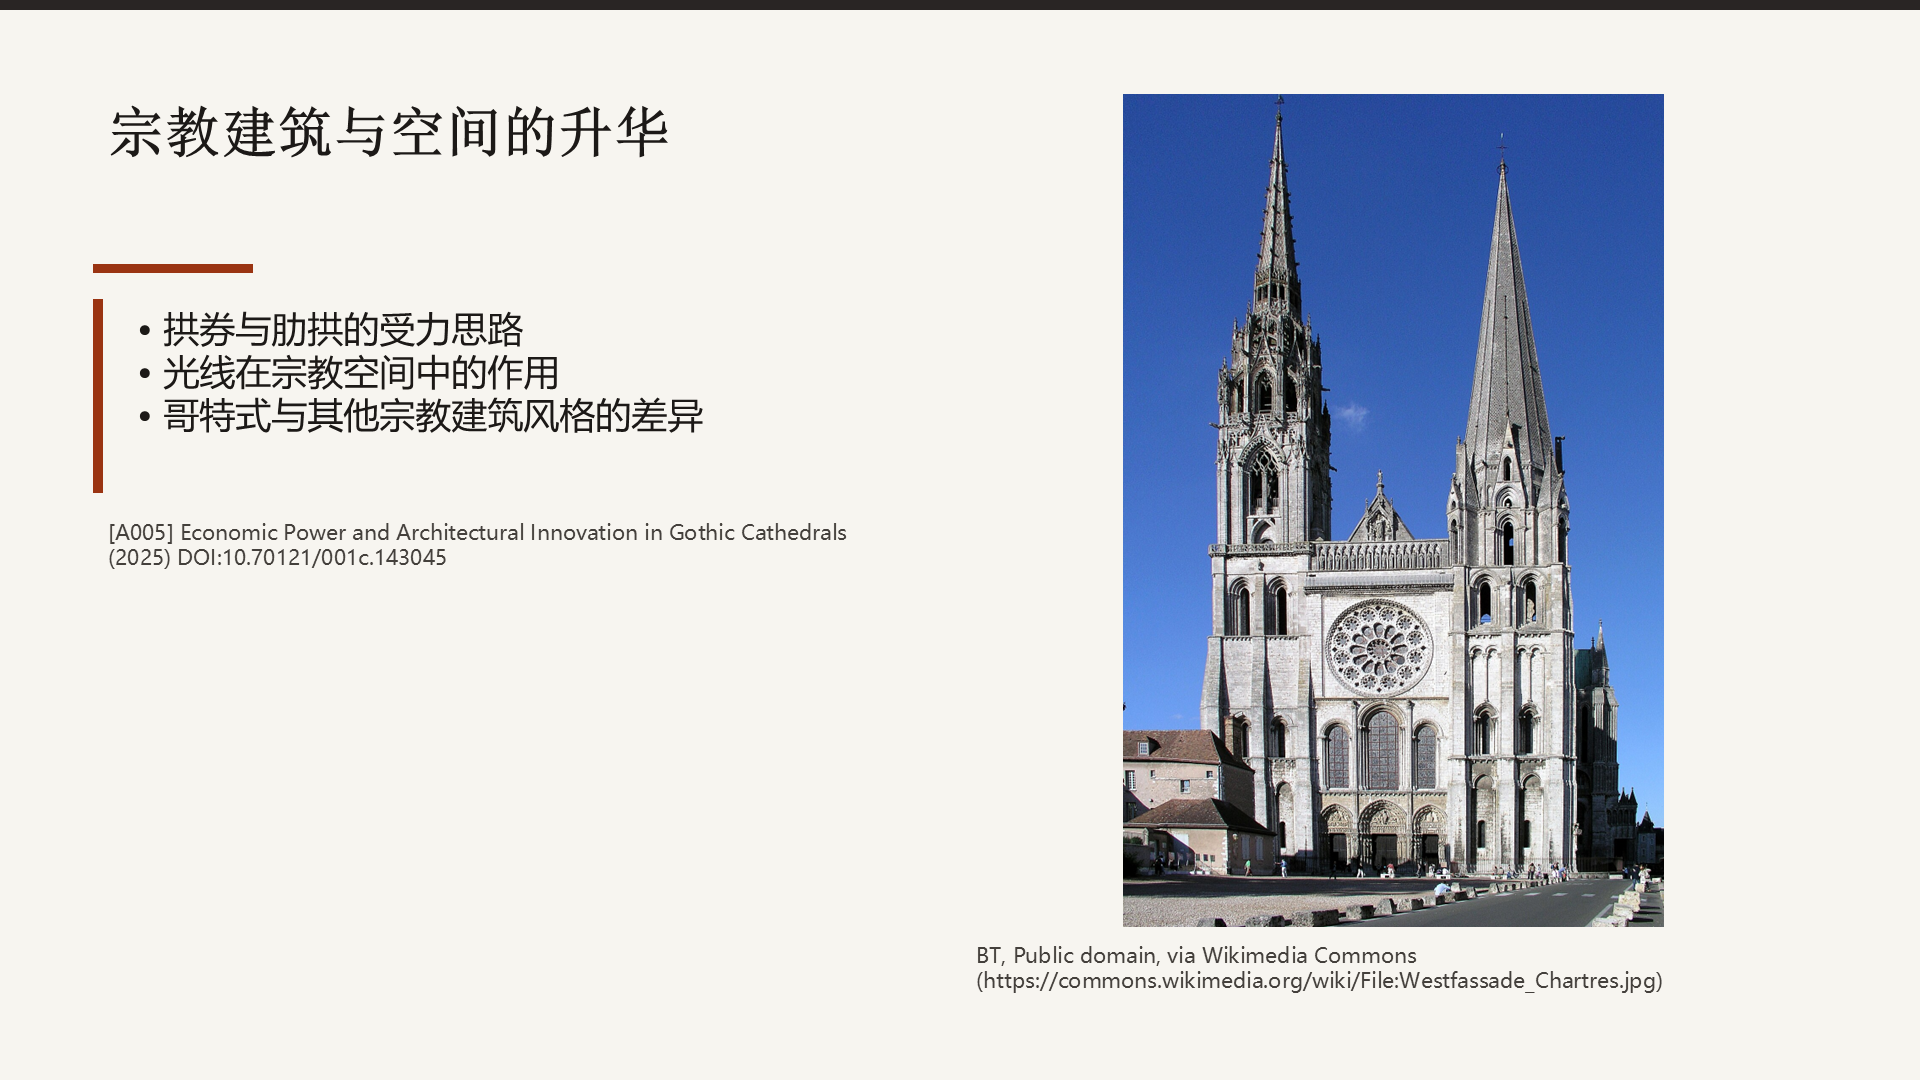 宗教建筑与空间的升华
• 拱券与肋拱的受力思路
• 光线在宗教空间中的作用
• 哥特式与其他宗教建筑风格的差异
[A005] Economic Power and Architectural Innovation in Gothic Cathedrals
(2025) DOI:10.70121/001c.143045
BT, Public domain, via Wikimedia Commons
(https://commons.wikimedia.org/wiki/File:Westfassade_Chartres.jpg)